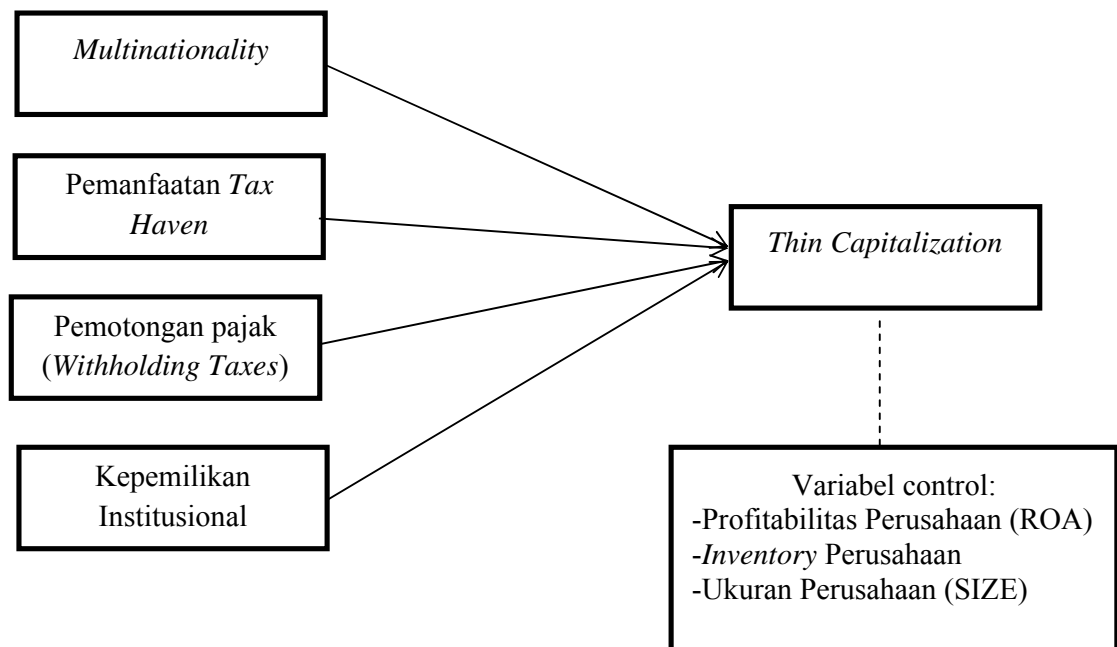 Multinationality
Pemanfaatan Tax
Haven
Pemotongan pajak
(Withholding Taxes)
Kepemilikan
Institusional
Thin Capitalization
Variabel control:
-Profitabilitas Perusahaan (ROA)
-Inventory Perusahaan
-Ukuran Perusahaan (SIZE)